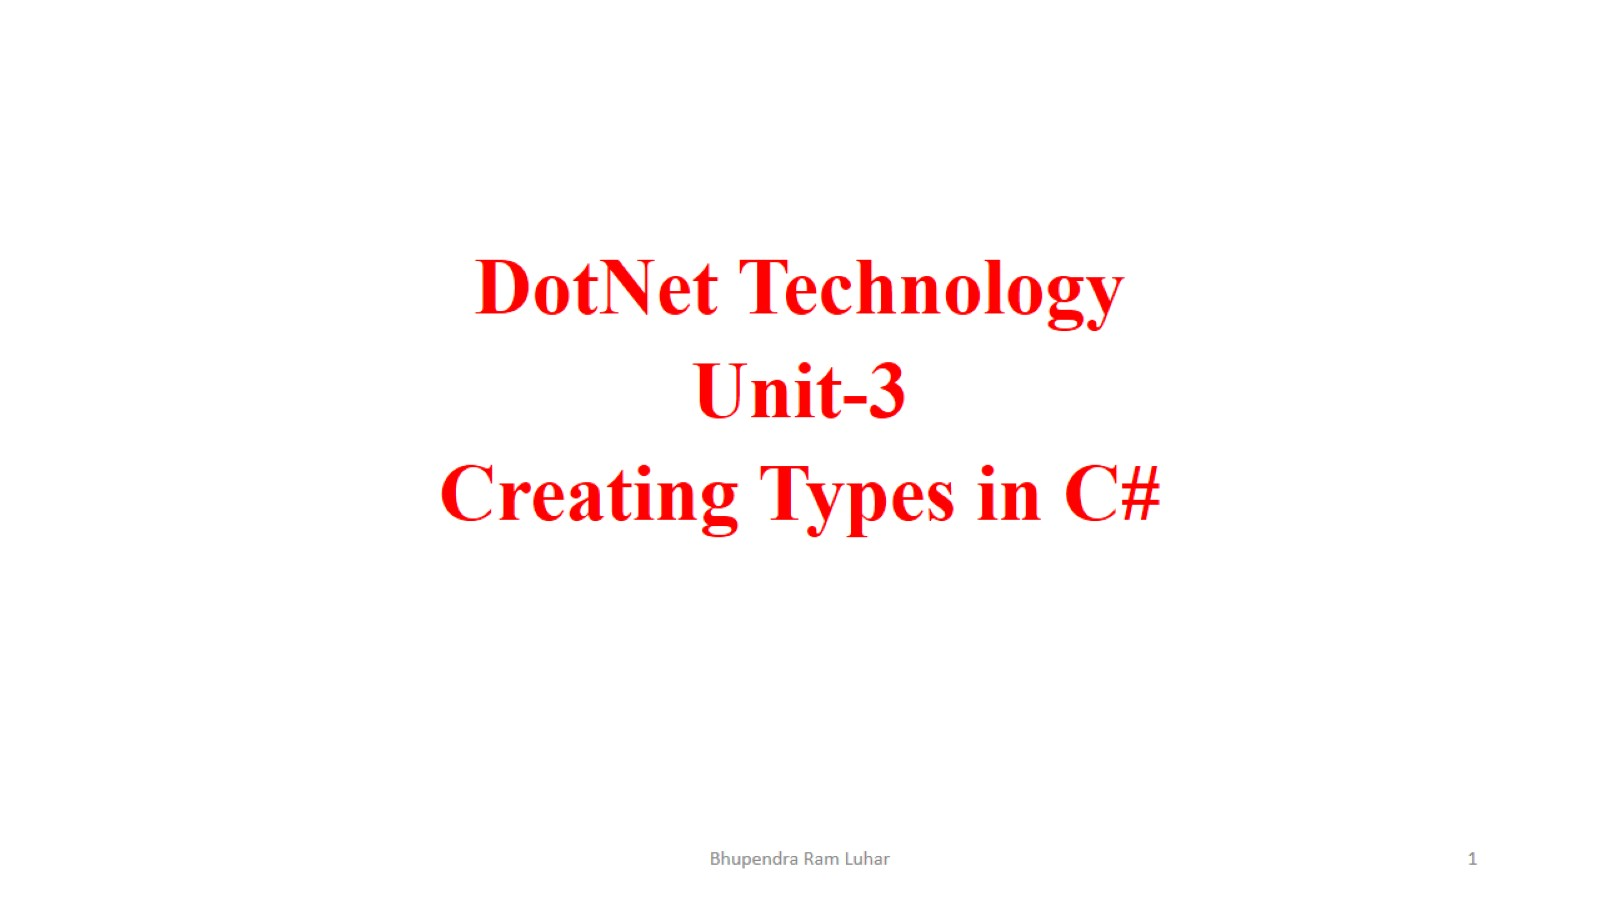 DotNet Technology
Unit-3
Creating Types in C#
Bhupendra Ram Luhar
1